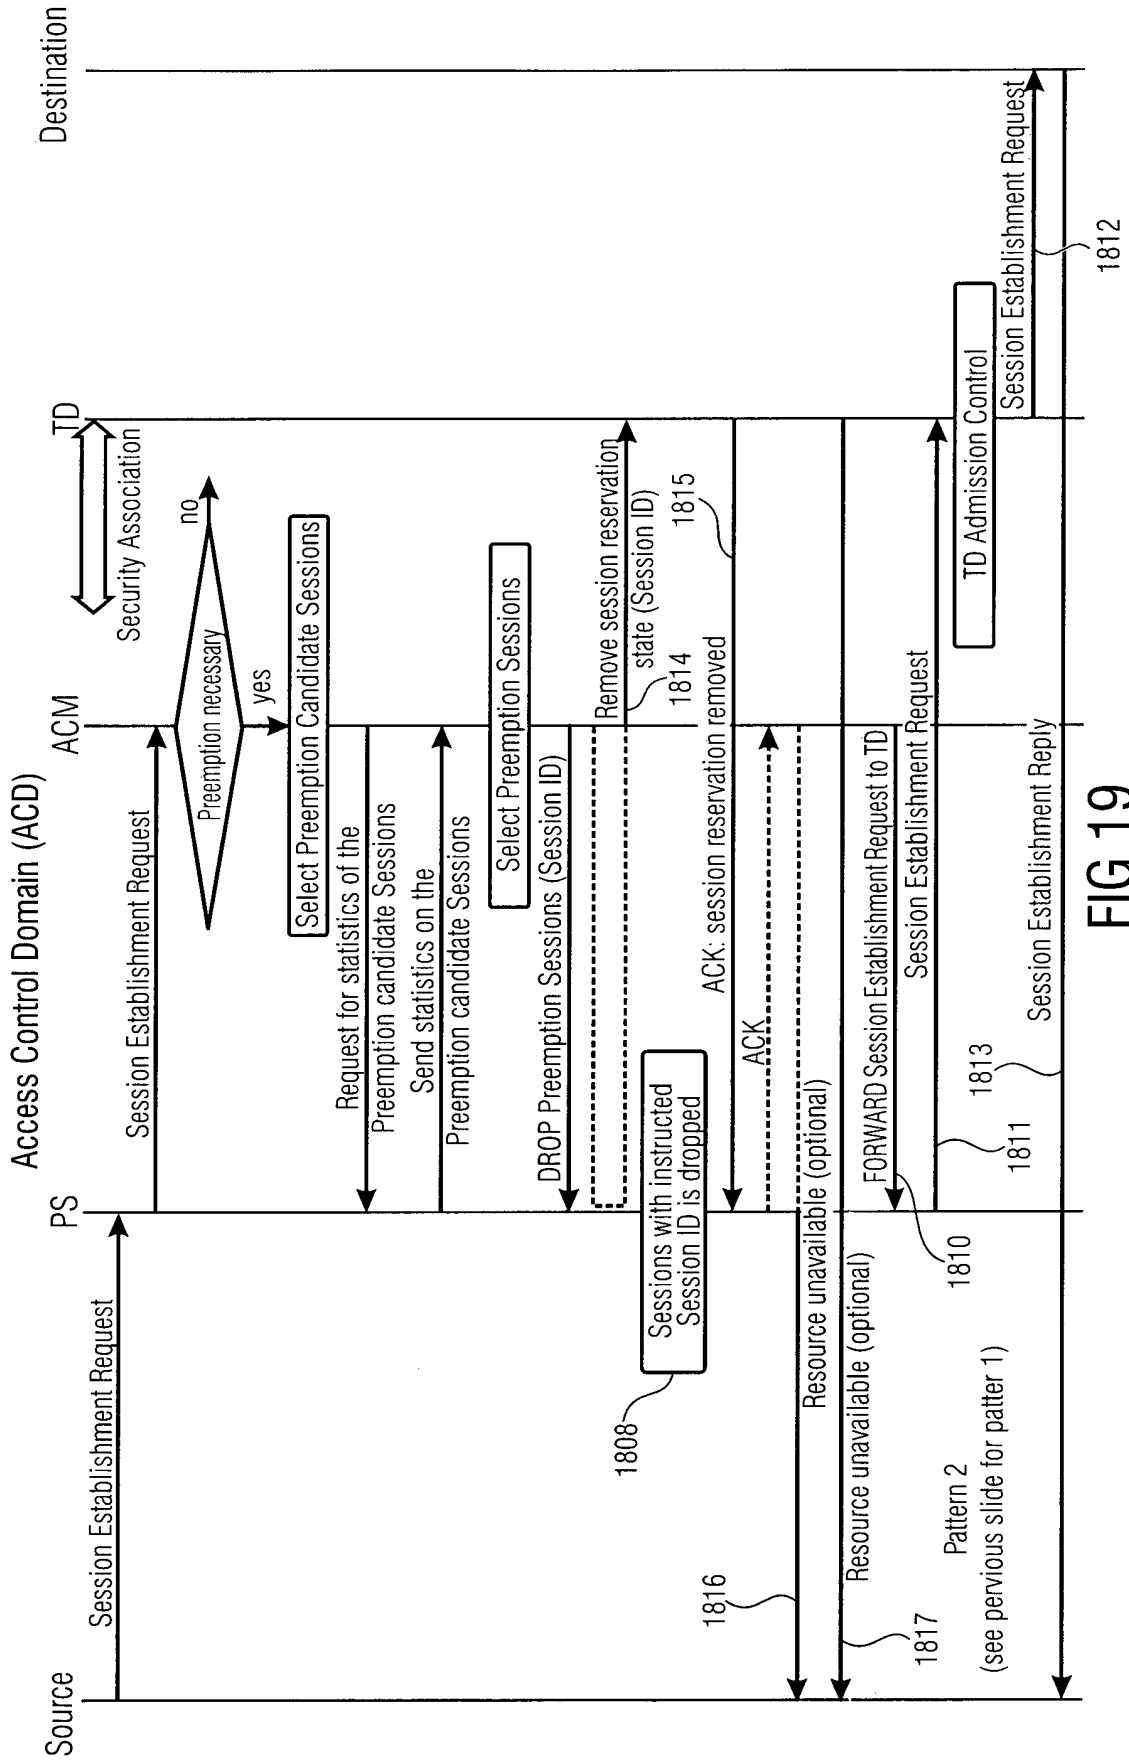 Access Control Domain (ACD)
Source
PS
ACM
TD
Destination
Security Association
Session Establishment Request
Session Establishment Request
Preemption necessary
no
yes
Select Preemption Candidate Sessions
Request for statistics of the
Preemption candidate Sessions
Send statistics on the
Preemption candidate Sessions
Select Preemption Sessions
DROP Preemption Sessions (Session ID)
Remove session reservation
state (Session ID)
1814
Sessions with instructed
Session ID is dropped
1808
ACK: session reservation removed
1815
ACK
1816
Resource unavailable (optional)
Resource unavailable (optional)
1817
FORWARD Session Establishment Request to TD
1810
Session Establishment Request
1811
TD Admission Control
Session Establishment Request
1812
Session Establishment Reply
1813
Pattern 2
(see pervious slide for patter 1)
FIG 19